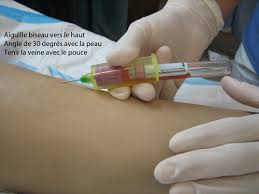 Aiguille biseau vers le haut
Angle de 30 degrés avec la peau
Tenir la veine avec le pouce